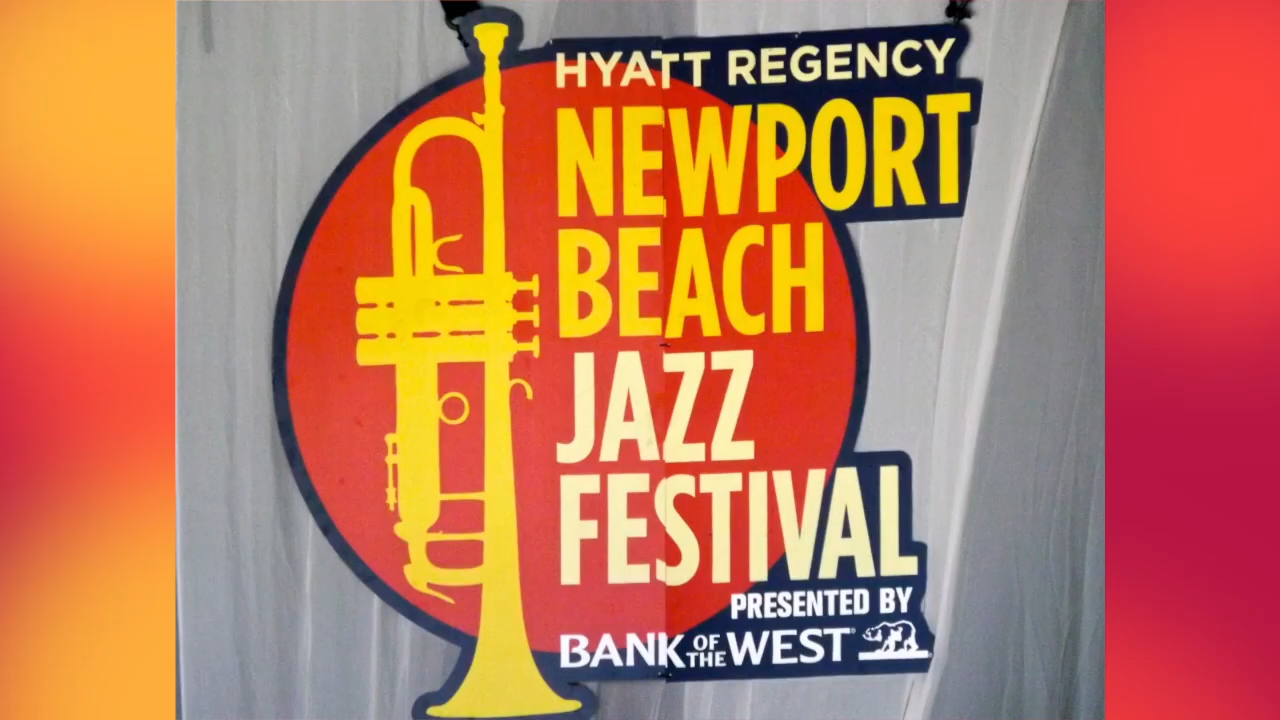 HYATT REGENCY
NEWPORT
BEACH
JAZZ
FESTIVAL
PRESENTED BY
BANK OF THE WEST